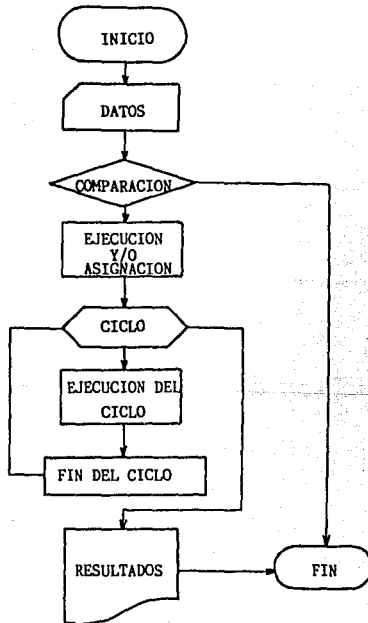 INICIO
DATOS
COMPARACION
EJECUCION
Y/O
ASIGNACION
CICLO
EJECUCION DEL
CICLO
FIN DEL CICLO
RESULTADOS
FIN